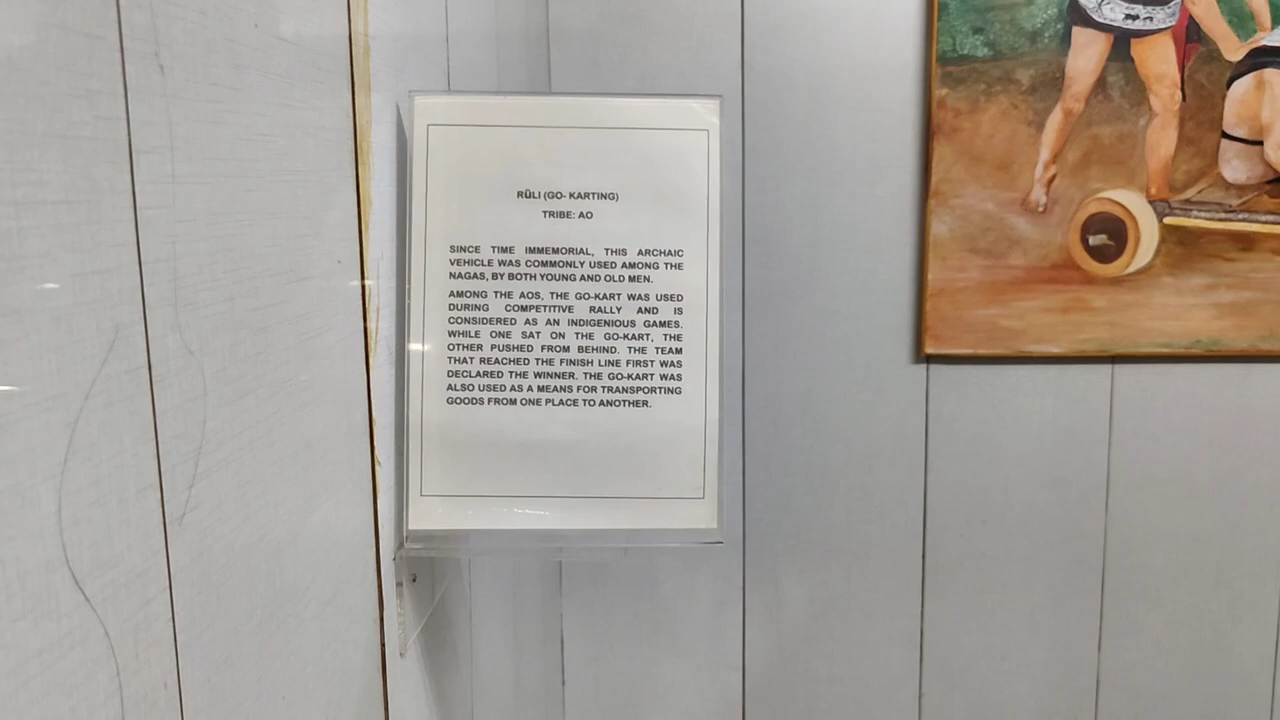 RŪLI (GO- KARTING)
TRIBE: AO
SINCE TIME IMMEMORIAL, THIS ARCHAIC
VEHICLE WAS COMMONLY USED AMONG THE
NAGAS, BY BOTH YOUNG AND OLD MEN.
AMONG THE AOS, THE GO-KART WAS USED
DURING COMPETITIVE RALLY AND IS
CONSIDERED AS AN INDIGENIOUS GAMES.
WHILE ONE SAT ON THE GO-KART, THE
OTHER PUSHED FROM BEHIND. THE TEAM
THAT REACHED THE FINISH LINE FIRST WAS
DECLARED THE WINNER. THE GO-KART WAS
ALSO USED AS A MEANS FOR TRANSPORTING
GOODS FROM ONE PLACE TO ANOTHER.